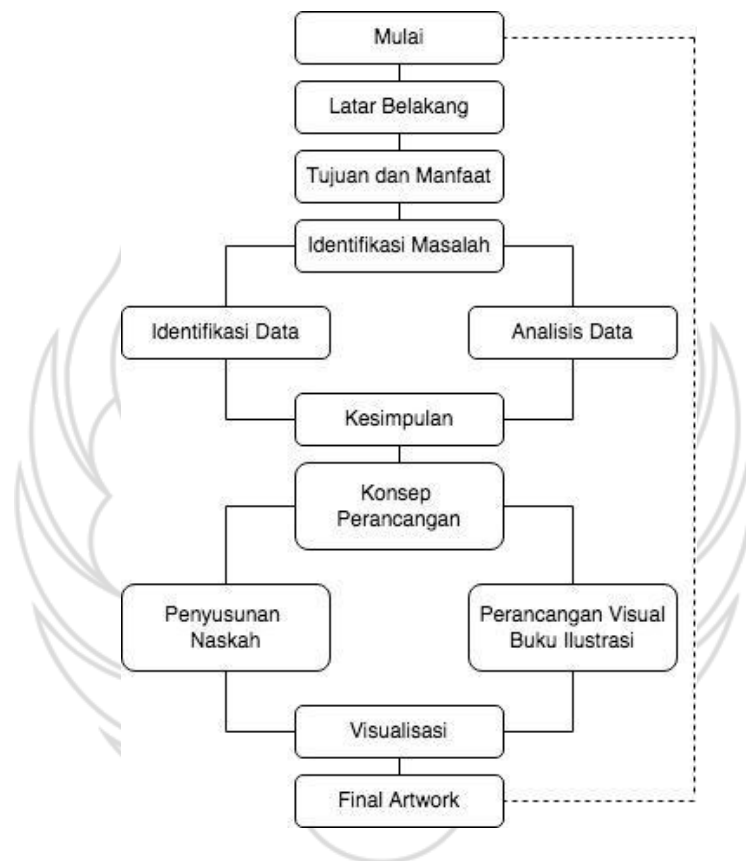 Mulai
Latar Belakang
Tujuan dan Manfaat
Identifikasi Masalah
Identifikasi Data
Analisis Data
Kesimpulan
Konsep
Perancangan
Penyusunan
Naskah
Perancangan Visual
Buku Ilustrasi
Visualisasi
Final Artwork